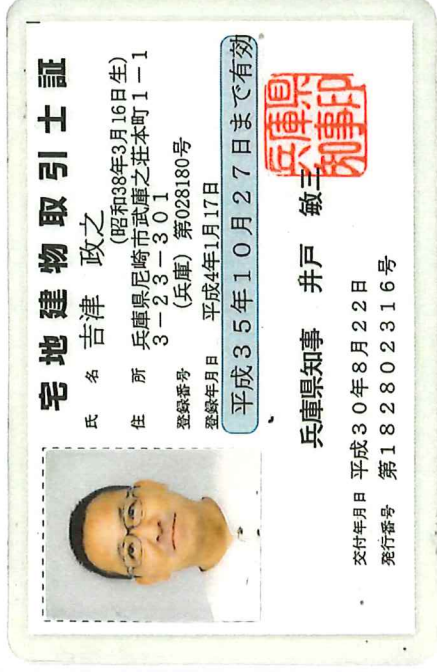 宅地建物取引士証
氏名 吉津 政之
(昭和38年3月16日生)
住所 兵庫県尼崎市武庫之荘本町1-1
3-23-301
登録番号 (兵庫) 第028180号
登録年月日 平成4年1月17日
平成35年10月27日まで有効
兵庫県知事 井戸 敏三
兵庫県
知事印
交付年月日 平成30年8月22日
発行番号 第182802316号